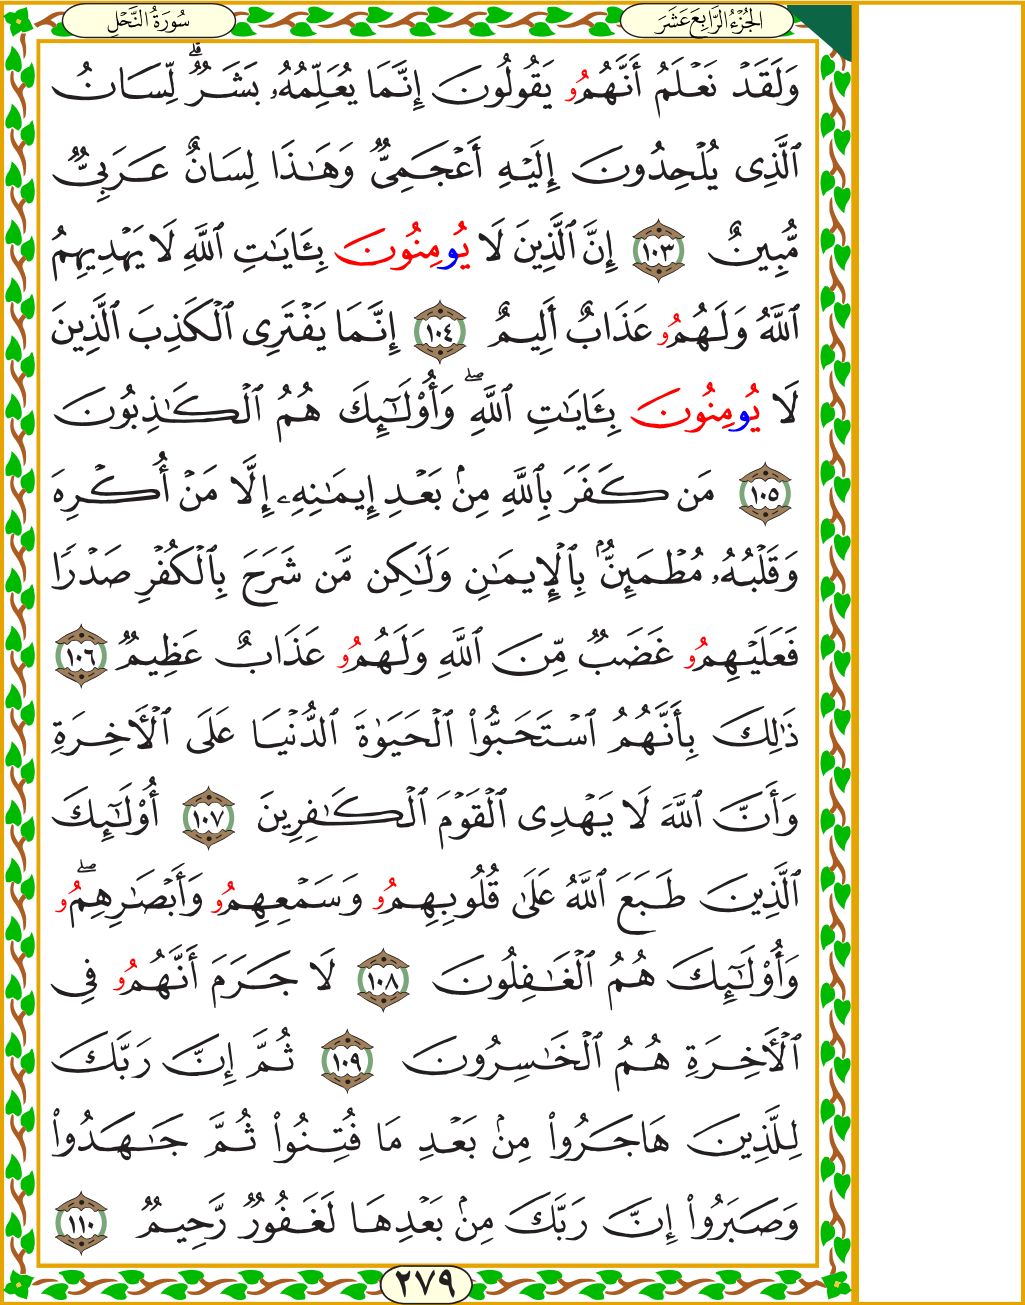 سُورَةُ النَّحْلِ الجُزْءُ الرَّابِعَ عَشَرَ
وَلَقَدۡ نَعۡلَمُ أَنَّهُمُۥ يَقُولُونَ إِنَّمَا يُعَلِّمُهُۥ بَشَرٞۗ لِّسَانُ
ٱلَّذِى يُلۡحِدُونَ إِلَيۡهِ أَعۡجَمِىّٞ وَهَٰذَا لِسَانٌ عَرَبِىّٞ
مُّبِينٌ ١٠٣ إِنَّ ٱلَّذِينَ لَا يُومِنُونَ بِـَٔايَٰتِ ٱللَّهِ لَا يَهۡدِيهِمُ
ٱللَّهُ وَلَهُمُۥ عَذَابٌ أَلِيمٌ ١٠٤ إِنَّمَا يَفۡتَرِى ٱلۡكَذِبَ ٱلَّذِينَ
لَا يُومِنُونَ بِـَٔايَٰتِ ٱللَّهِۖ وَأُوْلَٰٓئِكَ هُمُ ٱلۡكَٰذِبُونَ
١٠٥ مَن كَفَرَ بِٱللَّهِ مِنۢ بَعۡدِ إِيمَٰنِهِۦٓ إِلَّا مَنۡ أُكۡرِهَ
وَقَلۡبُهُۥ مُطۡمَئِنُّۢ بِٱلۡإِيمَٰنِ وَلَٰكِن مَّن شَرَحَ بِٱلۡكُفۡرِ صَدۡرًا
فَعَلَيۡهِمُۥ غَضَبٞ مِّنَ ٱللَّهِ وَلَهُمُۥ عَذَابٌ عَظِيمٞ ١٠٦
ذَٰلِكَ بِأَنَّهُمُ ٱسۡتَحَبُّواْ ٱلۡحَيَوٰةَ ٱلدُّنۡيَا عَلَى ٱلۡأٓخِرَةِ
وَأَنَّ ٱللَّهَ لَا يَهۡدِى ٱلۡقَوۡمَ ٱلۡكَٰفِرِينَ ١٠٧ أُوْلَٰٓئِكَ
ٱلَّذِينَ طَبَعَ ٱللَّهُ عَلَىٰ قُلُوبِهِمُۥ وَسَمۡعِهِمُۥ وَأَبۡصَٰرِهِمُۥۖ
وَأُوْلَٰٓئِكَ هُمُ ٱلۡغَٰفِلُونَ ١٠٨ لَا جَرَمَ أَنَّهُمُۥ فِى
ٱلۡأٓخِرَةِ هُمُ ٱلۡخَٰسِرُونَ ١٠٩ ثُمَّ إِنَّ رَبَّكَ
لِلَّذِينَ هَاجَرُواْ مِنۢ بَعۡدِ مَا فُتِنُواْ ثُمَّ جَٰهَدُواْ
وَصَبَرُواْ إِنَّ رَبَّكَ مِنۢ بَعۡدِهَا لَغَفُورٞ رَّحِيمٞ ١١٠
٢٧٩